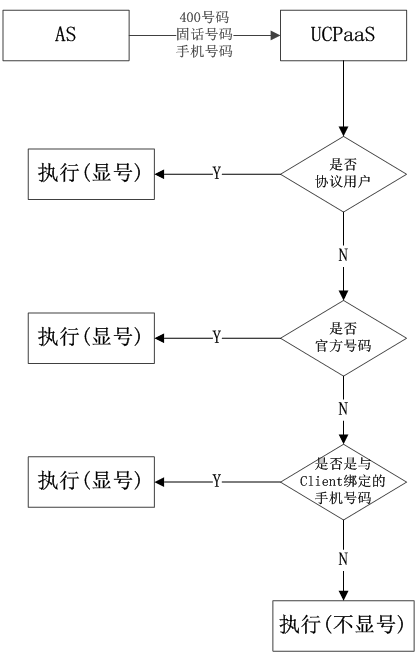 AS
400号码
固话号码
手机号码
UCPaaS
是否
协议用户
Y
执行(显号)
N
是否
官方号码
Y
执行(显号)
N
是否是与
Client绑定的
手机号码
Y
执行(显号)
N
执行(不显号)